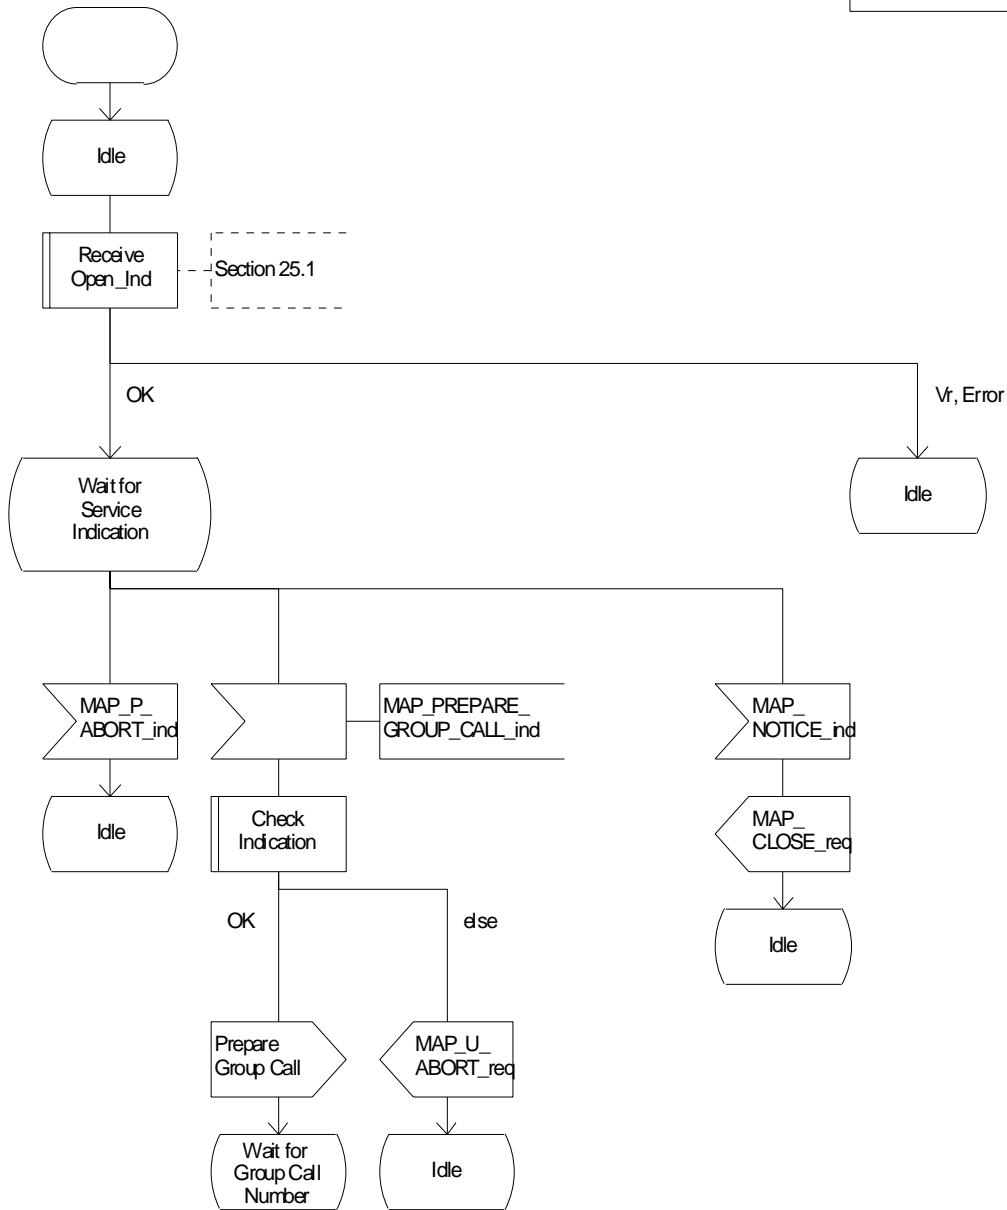 Idle
Receive
Open_Ind
Section 25.1
OK
Vr, Error
Wait for
Service
Indication
Idle
MAP_P_
ABORT_ind
MAP_PREPARE_
GROUP_CALL_ind
MAP_
NOTICE_ind
Idle
Check
Indication
MAP_
CLOSE_req
OK
else
Idle
Prepare
Group Call
MAP_U_
ABORT_req
Wait for
Group Call
Number
Idle